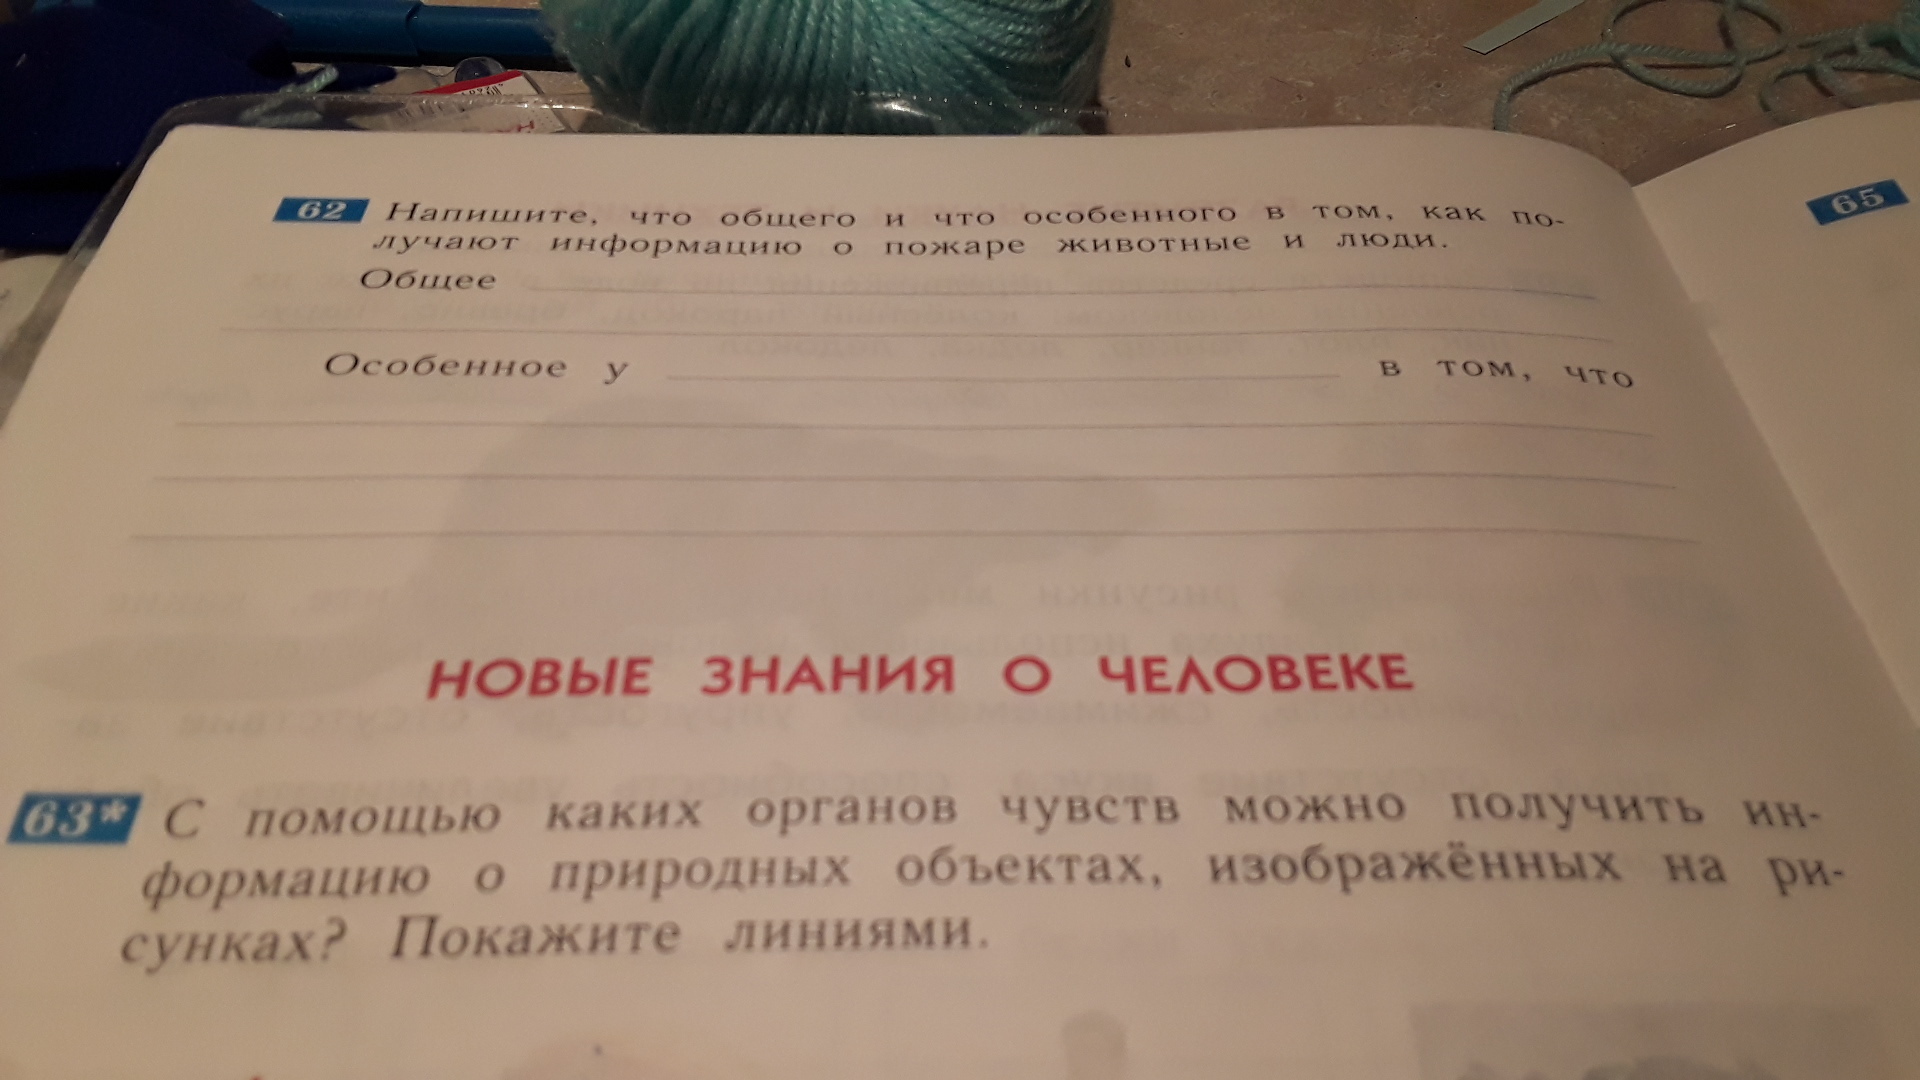 62 Напишите, что общего и что особенного в том, как по-
лучают информацию о пожаре животные и люди.
Общее
Особенное у в том, что
НОВЫЕ ЗНАНИЯ О ЧЕЛОВЕКЕ
63* С помощью каких органов чувств можно получить ин-
формацию о природных объектах, изображённых на ри-
сунках? Покажите линиями.
65